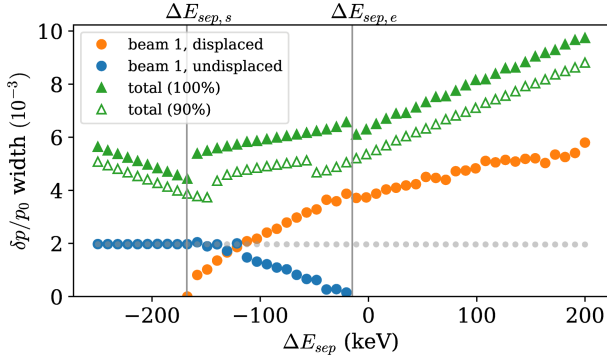 ΔE_{sep, s}
ΔE_{sep, e}
10
8
6
4
2
0
δp/p₀ width (10⁻³)
beam 1, displaced
beam 1, undisplaced
total (100%)
total (90%)
−200
−100
0
100
200
ΔE_{sep} (keV)